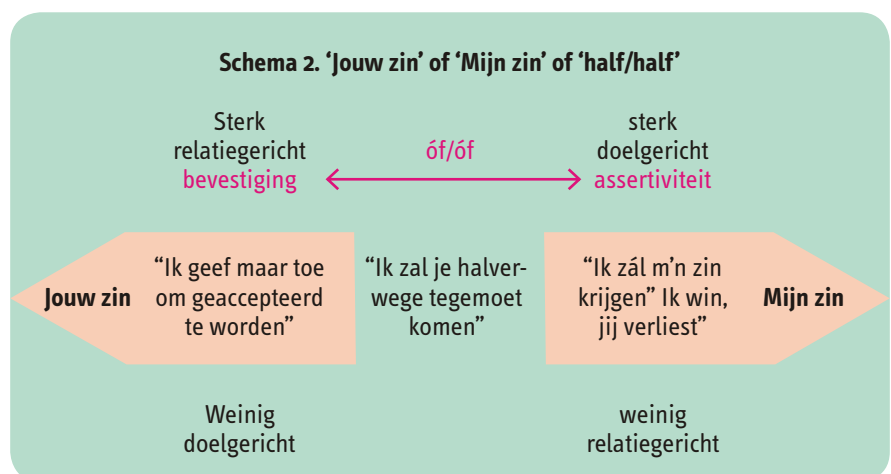 Schema 2. ‘Jouw zin’ of ‘Mijn zin’ of ‘half/half’
Sterk
relatiegericht
bevestiging
óf/óf
sterk
doelgericht
assertiviteit
Jouw zin
“Ik geef maar toe
om geaccepteerd
te worden”
“Ik zal je halver-
wege tegemoet
komen”
“Ik zál m’n zin
krijgen” Ik win,
jij verliest”
Mijn zin
Weinig
doelgericht
weinig
relatiegericht